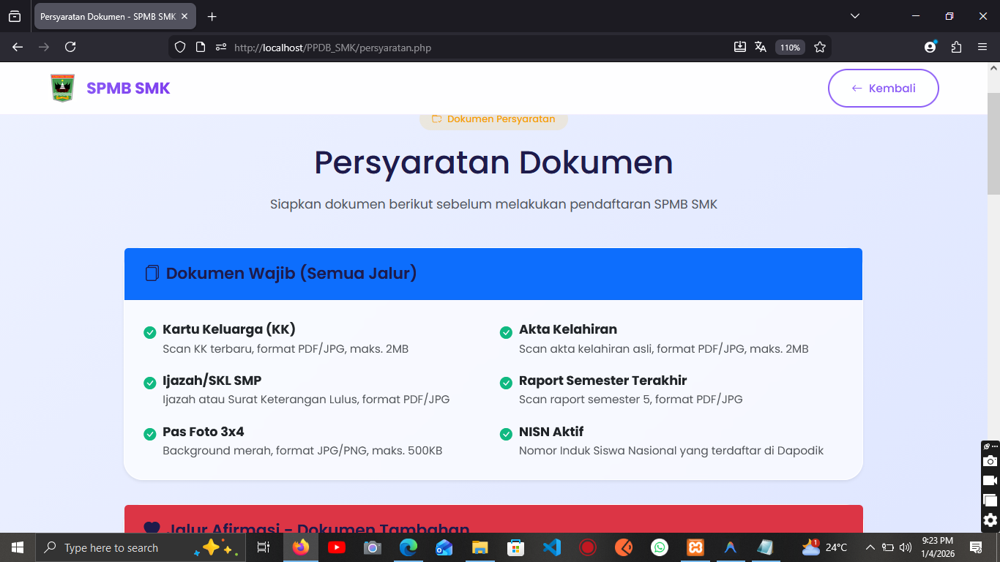 Persyaratan Dokumen - SPMB SMK
http://localhost/PPDB_SMK/persyaratan.php
110%
SPMB SMK
Kembali
Dokumen Persyaratan
Persyaratan Dokumen
Siapkan dokumen berikut sebelum melakukan pendaftaran SPMB SMK
Dokumen Wajib (Semua Jalur)
Kartu Keluarga (KK)
Scan KK terbaru, format PDF/JPG, maks. 2MB
Akta Kelahiran
Scan akta kelahiran asli, format PDF/JPG, maks. 2MB
Ijazah/SKL SMP
Ijazah atau Surat Keterangan Lulus, format PDF/JPG
Raport Semester Terakhir
Scan raport semester 5, format PDF/JPG
Pas Foto 3x4
Background merah, format JPG/PNG, maks. 500KB
NISN Aktif
Nomor Induk Siswa Nasional yang terdaftar di Dapodik
Jalur Afirmasi - Dokumen Tambahan
Type here to search
1
24°C
9:23 PM
1/4/2026